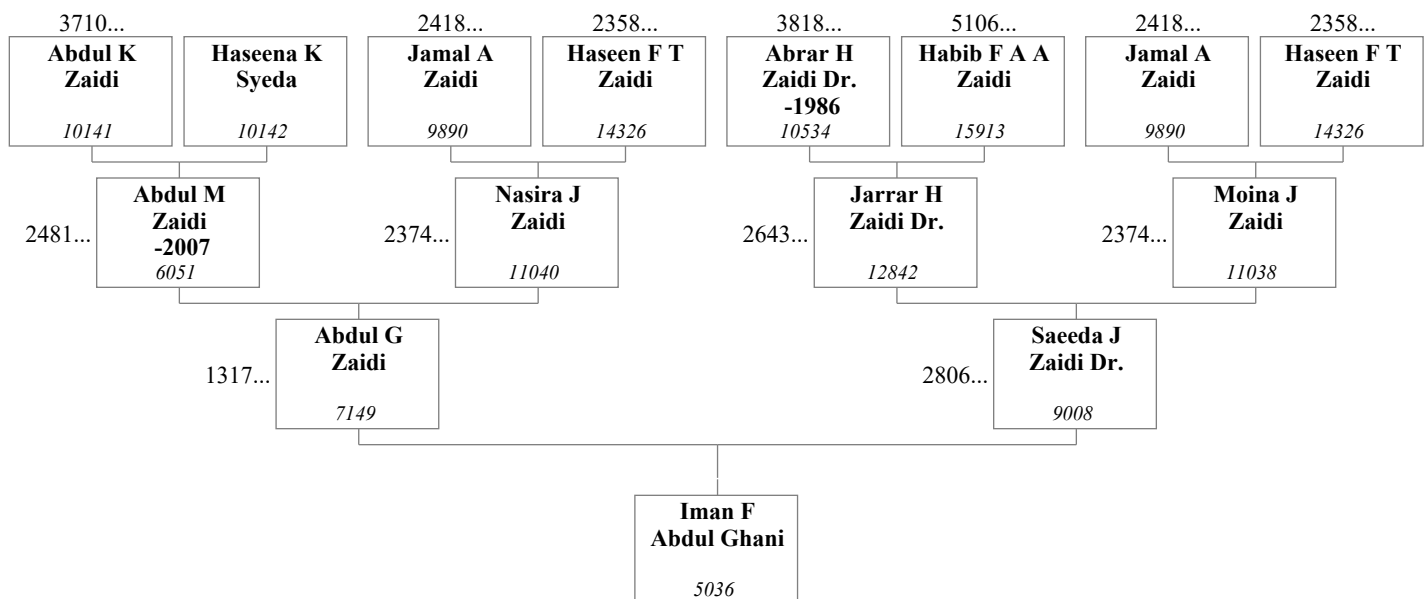 3710...
2418...
2358...
3818...
5106...
2418...
2358...
Abdul K
Zaidi
10141
Haseena K
Syeda
10142
Jamal A
Zaidi
9890
Haseen F T
Zaidi
14326
Abrar H
Zaidi Dr.
-1986
10534
Habib F A A
Zaidi
15913
Jamal A
Zaidi
9890
Haseen F T
Zaidi
14326
2481...
Abdul M
Zaidi
-2007
6051
2374...
Nasira J
Zaidi
11040
2643...
Jarrar H
Zaidi Dr.
12842
2374...
Moina J
Zaidi
11038
1317...
Abdul G
Zaidi
7149
2806...
Saeeda J
Zaidi Dr.
9008
Iman F
Abdul Ghani
5036